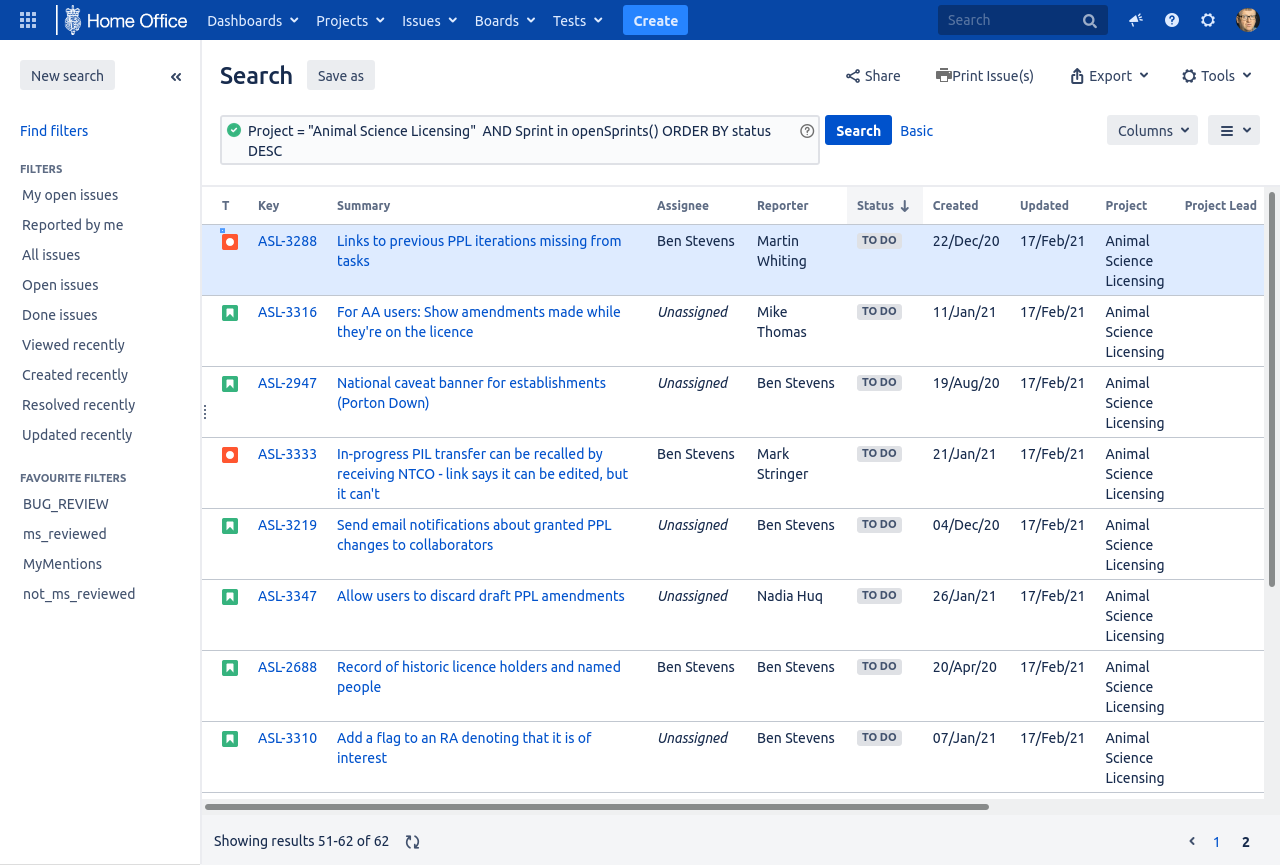 Home Office Dashboards Projects Issues Boards Tests Create Search
New search «
Find filters
FILTERS
My open issues
Reported by me
All issues
Open issues
Done issues
Viewed recently
Created recently
Resolved recently
Updated recently
FAVOURITE FILTERS
BUG_REVIEW
ms_reviewed
MyMentions
not_ms_reviewed
Search Save as Share Print Issue(s) Export Tools
Project = "Animal Science Licensing"  AND Sprint in openSprints() ORDER BY status
DESC
Search Basic Columns
T Key Summary Assignee Reporter Status ↓ Created Updated Project Project Lead
ASL-3288 Links to previous PPL iterations missing from Ben Stevens Martin TO DO 22/Dec/20 17/Feb/21 Animal
tasks Whiting Science
Licensing
ASL-3316 For AA users: Show amendments made while Unassigned Mike TO DO 11/Jan/21 17/Feb/21 Animal
they're on the licence Thomas Science
Licensing
ASL-2947 National caveat banner for establishments Unassigned Ben Stevens TO DO 19/Aug/20 17/Feb/21 Animal
(Porton Down) Science
Licensing
ASL-3333 In-progress PIL transfer can be recalled by Ben Stevens Mark TO DO 21/Jan/21 17/Feb/21 Animal
receiving NTCO - link says it can be edited, but Stringer Science
it can't Licensing
ASL-3219 Send email notifications about granted PPL Unassigned Ben Stevens TO DO 04/Dec/20 17/Feb/21 Animal
changes to collaborators Science
Licensing
ASL-3347 Allow users to discard draft PPL amendments Unassigned Nadia Huq TO DO 26/Jan/21 17/Feb/21 Animal
Science
Licensing
ASL-2688 Record of historic licence holders and named Ben Stevens Ben Stevens TO DO 20/Apr/20 17/Feb/21 Animal
people Science
Licensing
ASL-3310 Add a flag to an RA denoting that it is of Unassigned Ben Stevens TO DO 07/Jan/21 17/Feb/21 Animal
interest Science
Licensing
Showing results 51-62 of 62 1 2